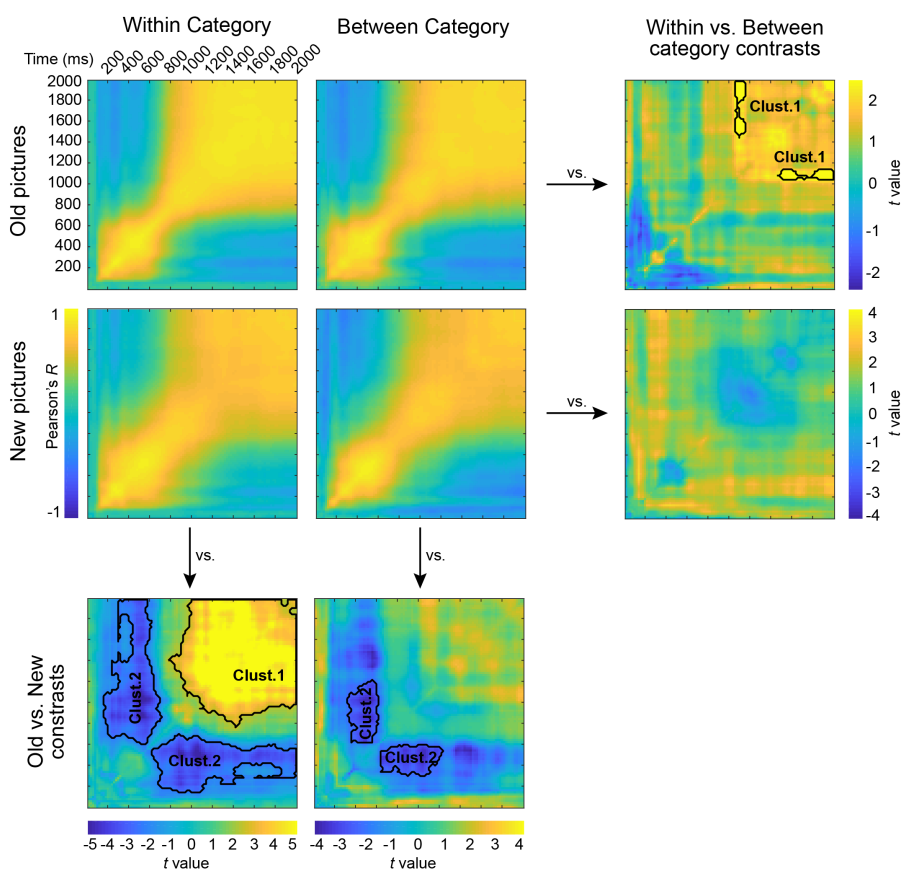 Within Category
Between Category
Within vs. Between
category contrasts
Time (ms)
200 400 600 800 1000 1200 1400 1600 1800 2000
Old pictures
2000
1800
1600
1400
1200
1000
800
600
400
200
vs.
Clust.1
Clust.1
2
1
0
-1
-2
t value
New pictures
1
Pearson's R
-1
vs.
4
3
2
1
0
-1
-2
-3
-4
t value
vs.
vs.
Old vs. New
constrasts
Clust.1
Clust.2
Clust.2
Clust.2
Clust.2
-5 -4 -3 -2 -1 0 1 2 3 4 5
t value
-4 -3 -2 -1 0 1 2 3 4
t value